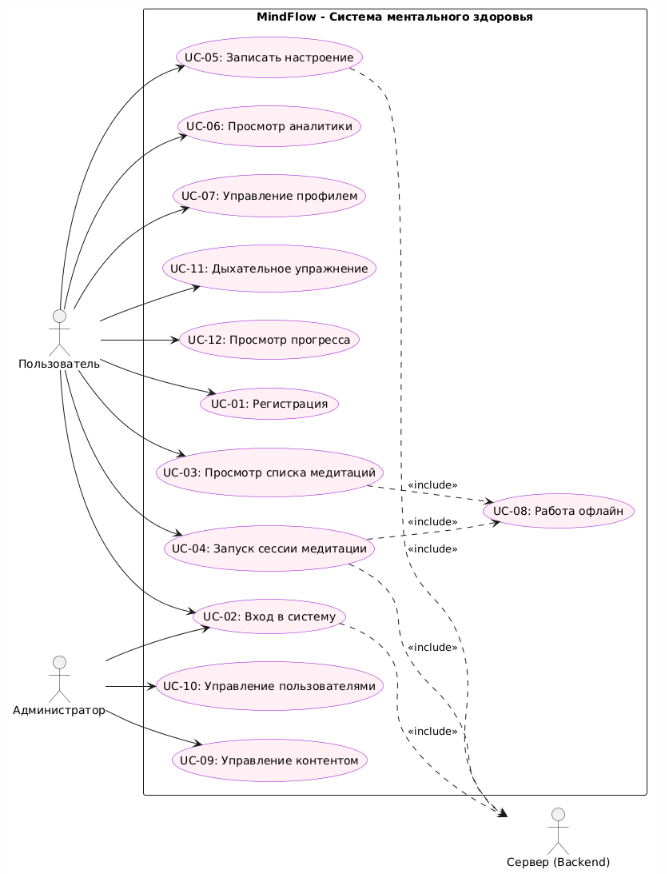 MindFlow - Система ментального здоровья
UC-05: Записать настроение
UC-06: Просмотр аналитики
UC-07: Управление профилем
UC-11: Дыхательное упражнение
UC-12: Просмотр прогресса
Пользователь
UC-01: Регистрация
UC-03: Просмотр списка медитаций
«include»
UC-08: Работа офлайн
«include»
UC-04: Запуск сессии медитации
«include»
UC-02: Вход в систему
«include»
UC-10: Управление пользователями
Администратор
«include»
UC-09: Управление контентом
Сервер (Backend)